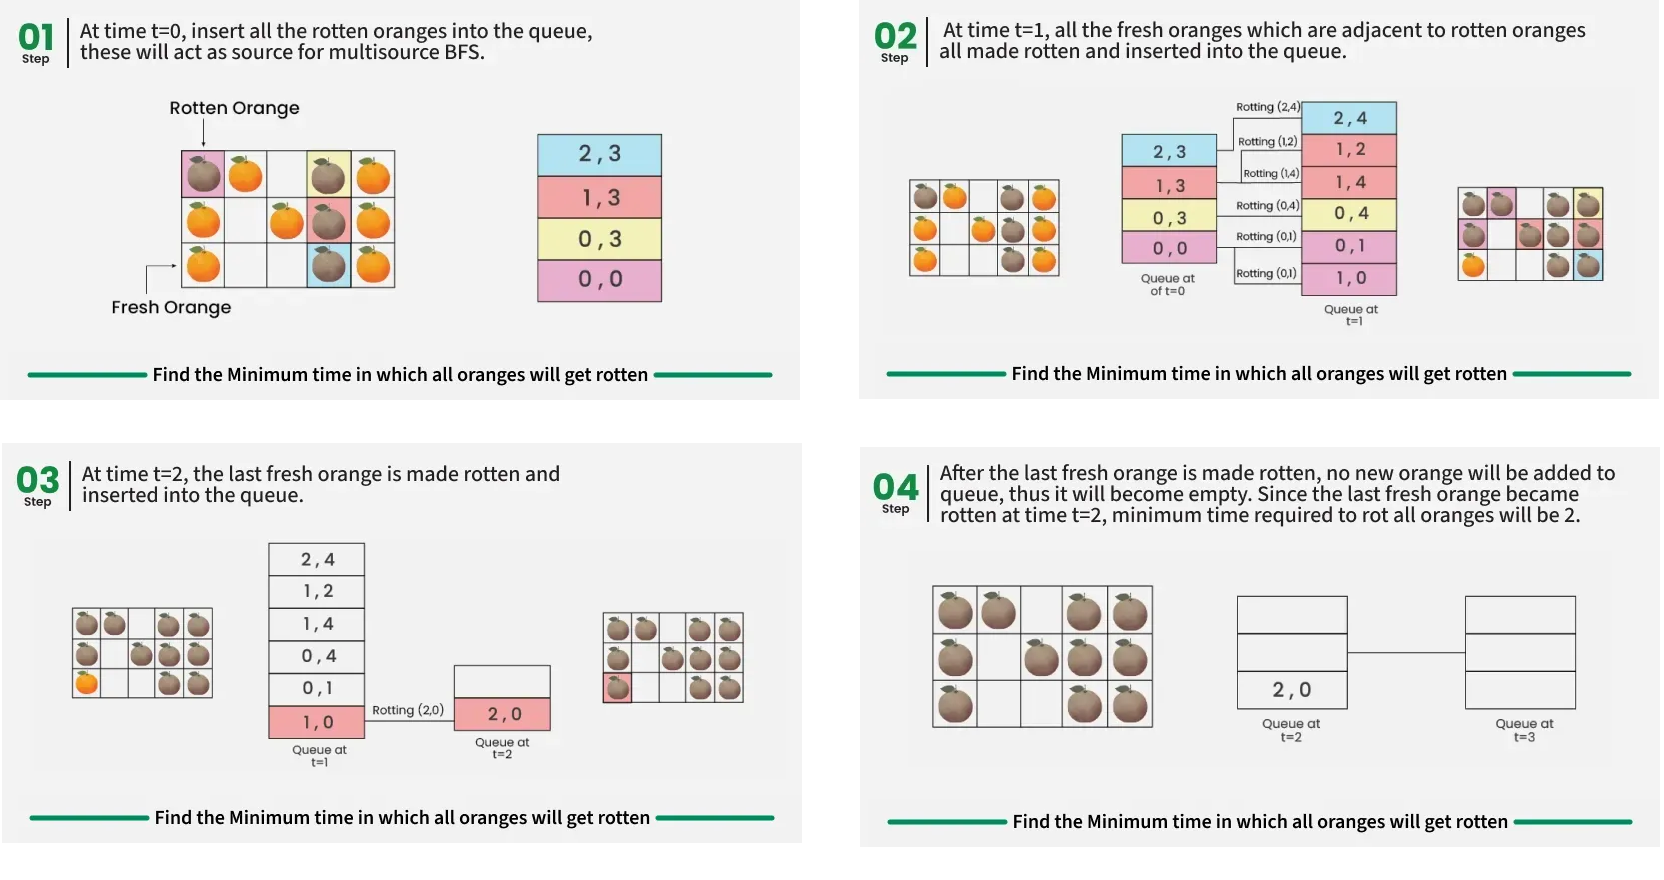 01
Step
At time t=0, insert all the rotten oranges into the queue,
these will act as source for multisource BFS.
Rotten Orange
Fresh Orange
2,3
1,3
0,3
0,0
Find the Minimum time in which all oranges will get rotten
02
Step
At time t=1, all the fresh oranges which are adjacent to rotten oranges
all made rotten and inserted into the queue.
2,3
1,3
0,3
0,0
Queue at
of t=0
Rotting (2,4)
Rotting (1,2)
Rotting (1,4)
Rotting (0,4)
Rotting (0,1)
Rotting (0,1)
2,4
1,2
1,4
0,4
0,1
1,0
Queue at
t=1
Find the Minimum time in which all oranges will get rotten
03
Step
At time t=2, the last fresh orange is made rotten and
inserted into the queue.
2,4
1,2
1,4
0,4
0,1
1,0
Queue at
t=1
Rotting (2,0)
2,0
Queue at
t=2
Find the Minimum time in which all oranges will get rotten
04
Step
After the last fresh orange is made rotten, no new orange will be added to
queue, thus it will become empty. Since the last fresh orange became
rotten at time t=2, minimum time required to rot all oranges will be 2.
2,0
Queue at
t=2
Queue at
t=3
Find the Minimum time in which all oranges will get rotten